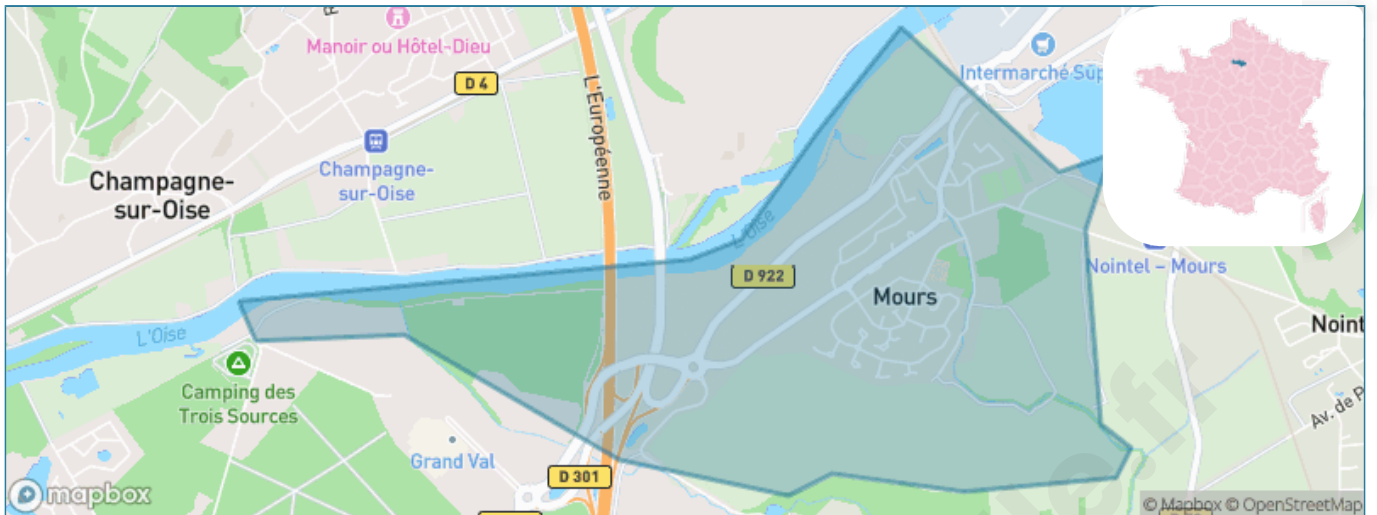 Manoir ou Hôtel-Dieu
D 4
L'Européenne
Intermarché Sup
Champagne-
sur-Oise
Champagne-
sur-Oise
L'Oise
D 922
Nointel – Mours
Mours
L'Oise
Noint
Camping des
Trois Sources
Av. de P
Grand Val
D 301
mapbox
© Mapbox © OpenStreetMap